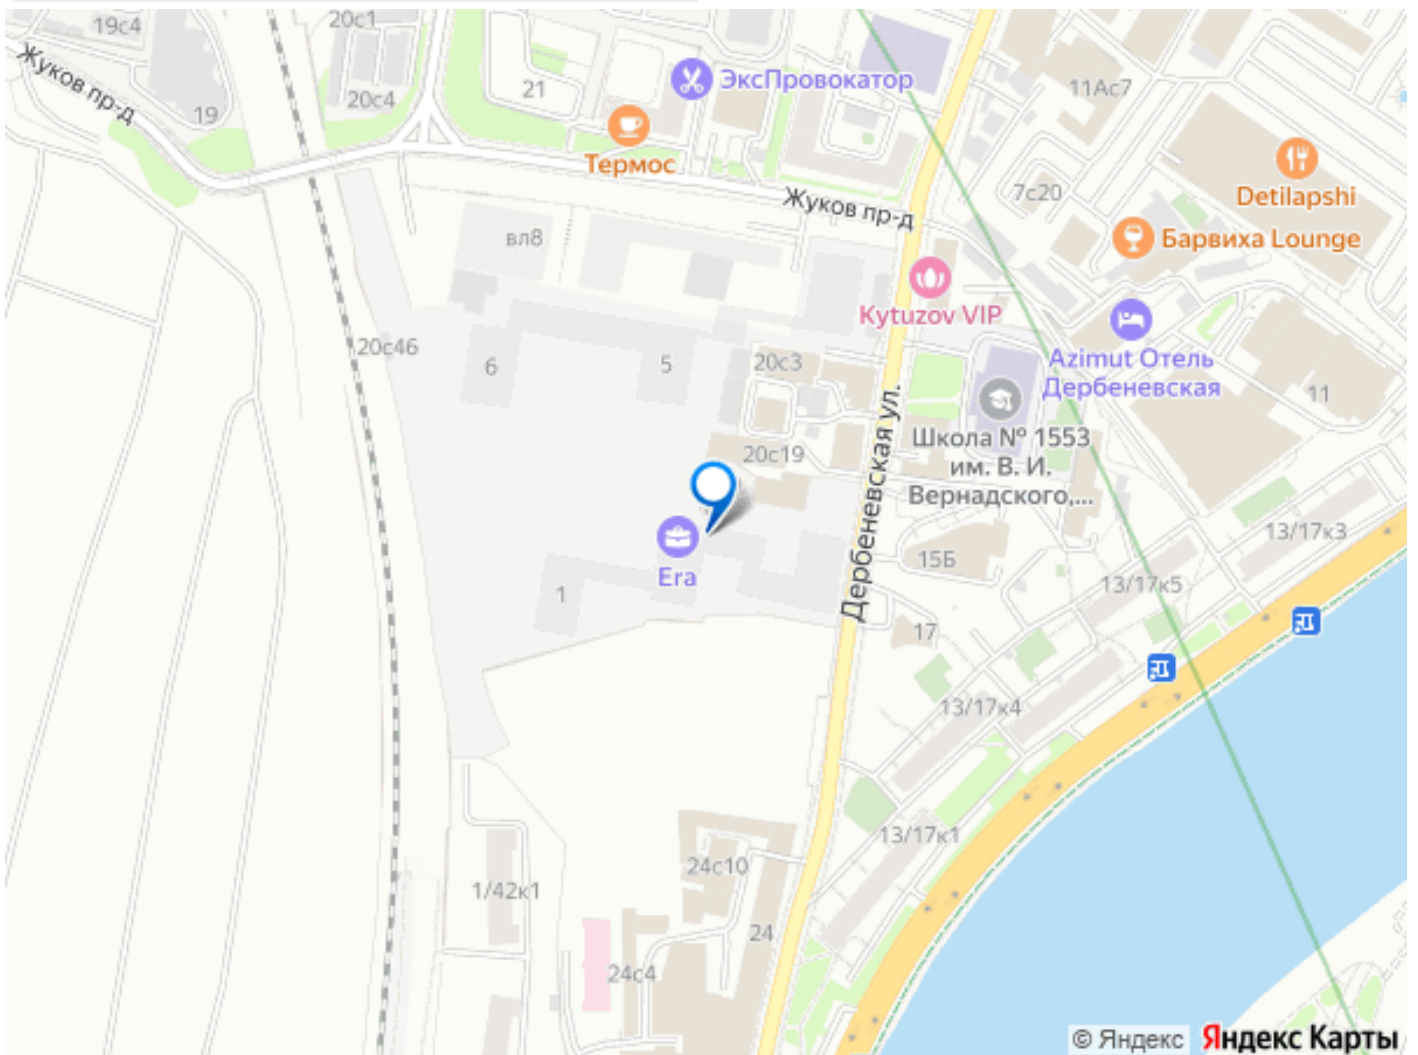 19с4
20с1
Жуков пр-д
19
20с4
21
ЭксПровокатор
11Ас7
Термос
Detilapshi
7с20
Жуков пр-д
вл8
Барвиха Lounge
Kytuzov VIP
20с46
6
5
20с3
Azimut Отель
Дербеневская
11
Дербеневская ул.
Школа № 1553
им. В. И.
Вернадского,...
20с19
Era
1
15Б
13/17к3
13/17к5
17
13/17к4
13/17к1
24с10
1/42к1
24
24с4
© Яндекс
Яндекс Карты